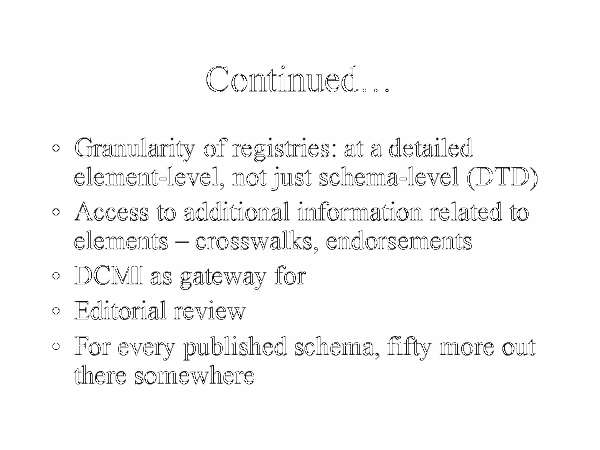 Continued…
• Granularity of registries: at a detailed
element-level, not just schema-level (DTD)
• Access to additional information related to
elements – crosswalks, endorsements
• DCMI as gateway for
• Editorial review
• For every published schema, fifty more out
there somewhere